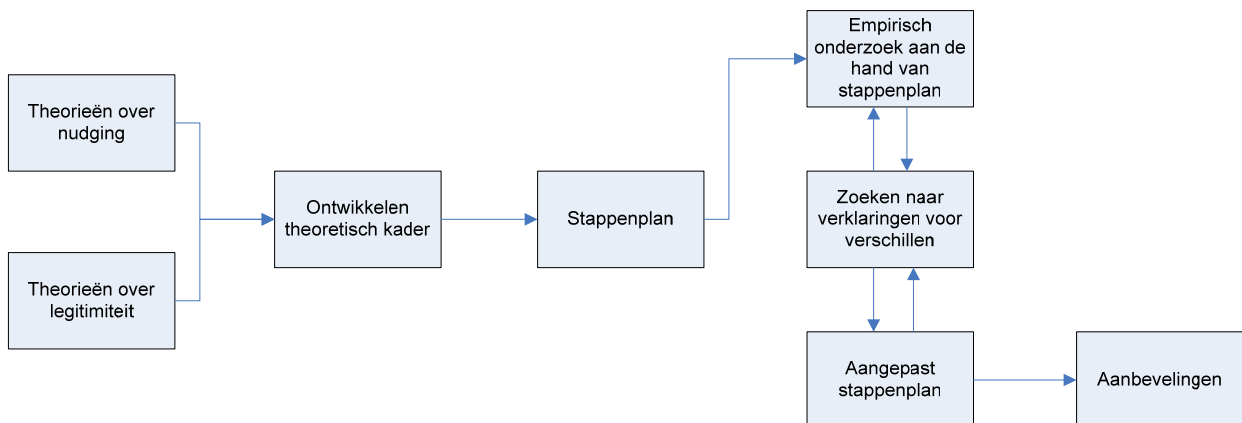 Theorieën over
nudging
Theorieën over
legitimiteit
Ontwikkelen
theoretisch kader
Stappenplan
Empirisch
onderzoek aan de
hand van
stappenplan
Zoeken naar
verklaringen voor
verschillen
Aangepast
stappenplan
Aanbevelingen